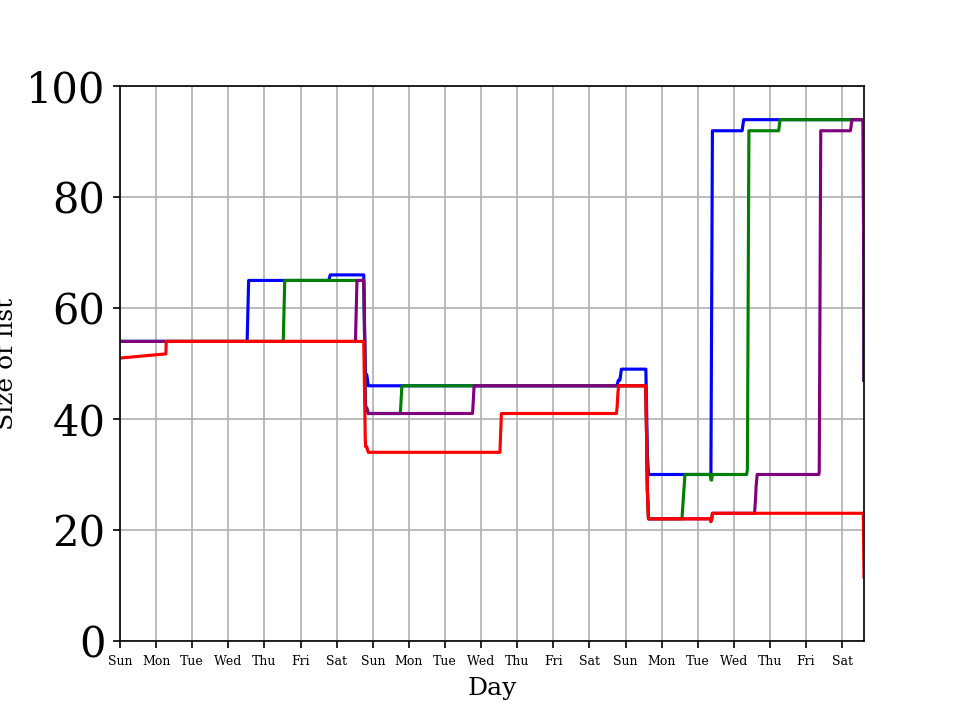 100
80
60
40
20
0
Size of list
Sun Mon Tue Wed Thu Fri Sat Sun Mon Tue Wed Thu Fri Sat Sun Mon Tue Wed Thu Fri Sat
Day